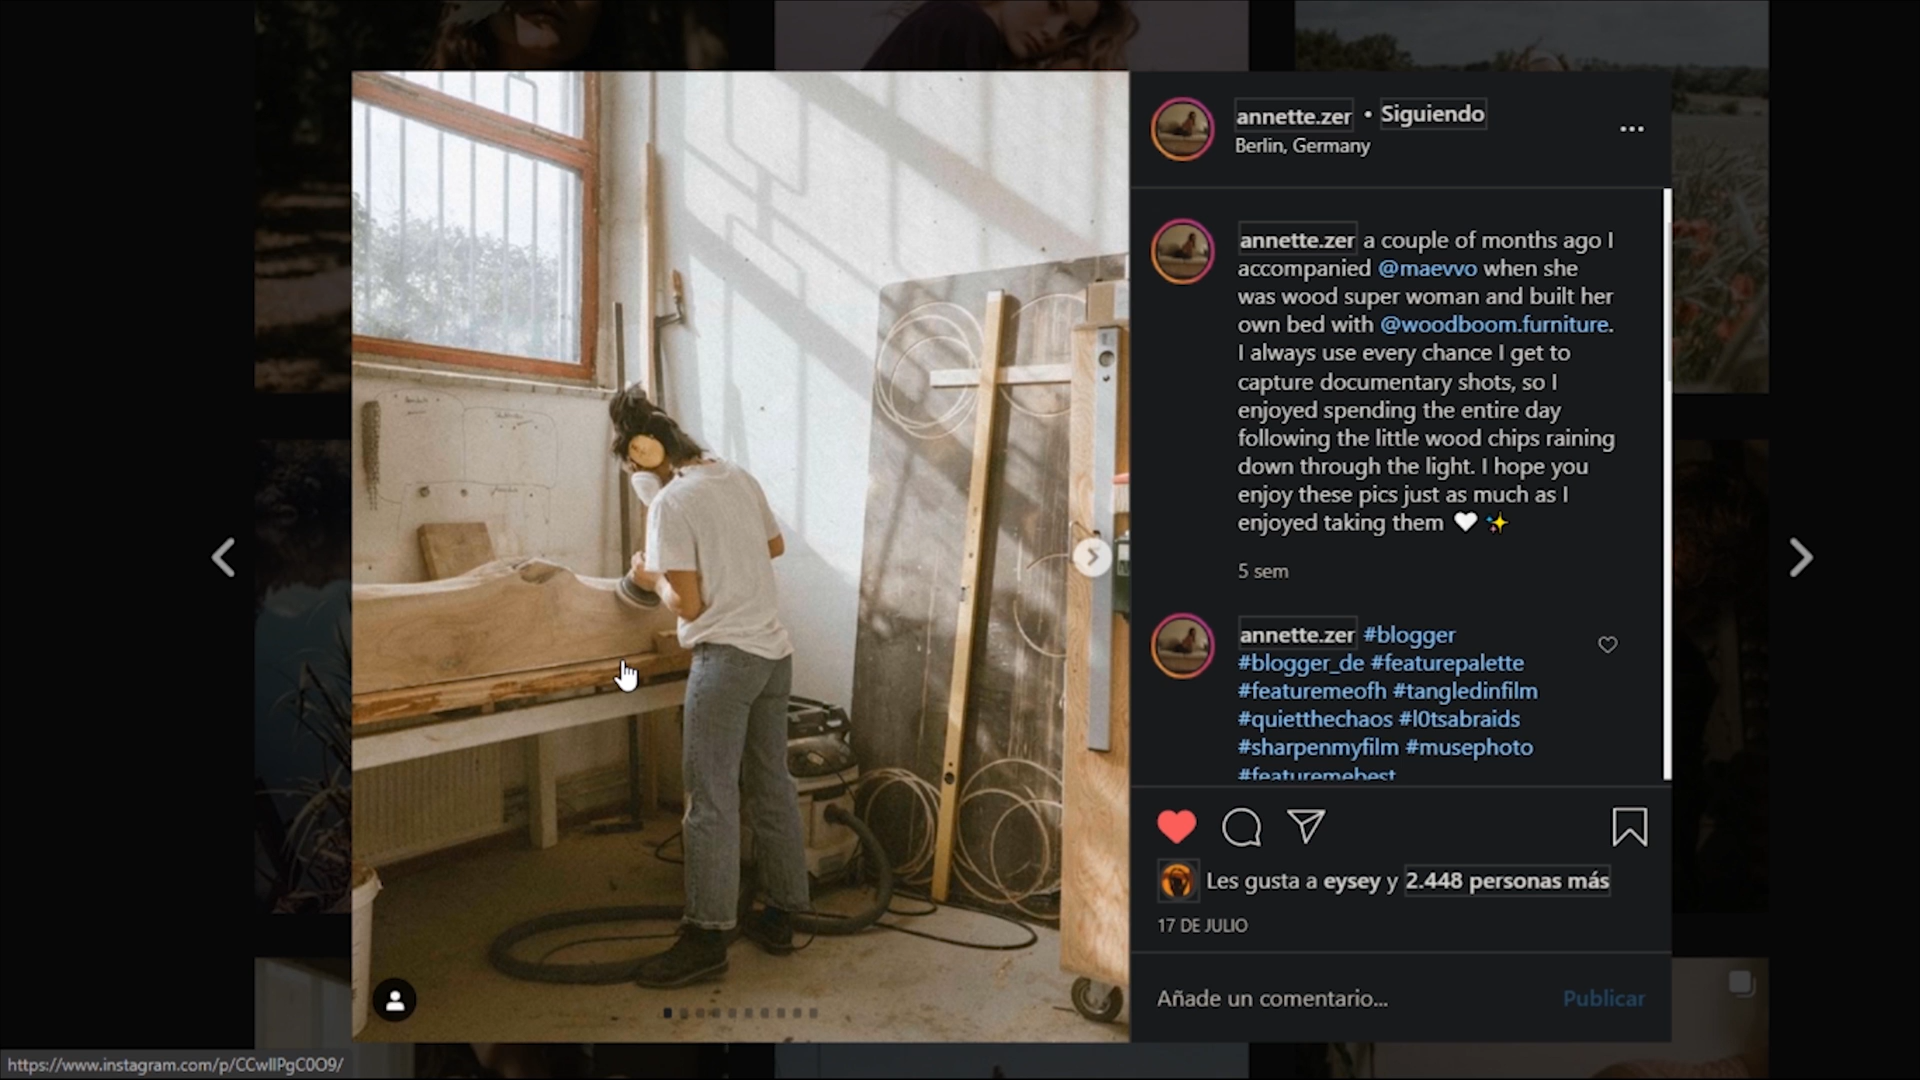 annette.zer • Siguiendo
Berlin, Germany
annette.zer a couple of months ago I
accompanied @maevvo when she
was wood super woman and built her
own bed with @woodboom.furniture.
I always use every chance I get to
capture documentary shots, so I
enjoyed spending the entire day
following the little wood chips raining
down through the light. I hope you
enjoy these pics just as much as I
enjoyed taking them 🤍 ✨
5 sem
annette.zer #blogger
#blogger_de #featurepalette
#featuremeofh #tangledinfilm
#quietthechaos #l0tsabraids
#sharpenmyfilm #musephoto
#featuremebest
Les gusta a eysey y 2.448 personas más
17 DE JULIO
Añade un comentario... Publicar
https://www.instagram.com/p/CCwllPgC0O9/